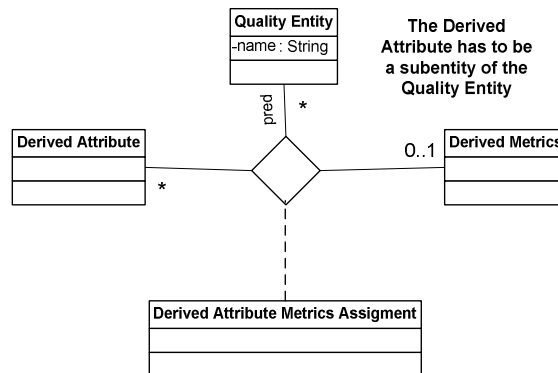 Quality Entity
-name : String
The Derived
Attribute has to be
a subentity of the
Quality Entity
pred
*
Derived Attribute
*
0..1
Derived Metrics
Derived Attribute Metrics Assigment